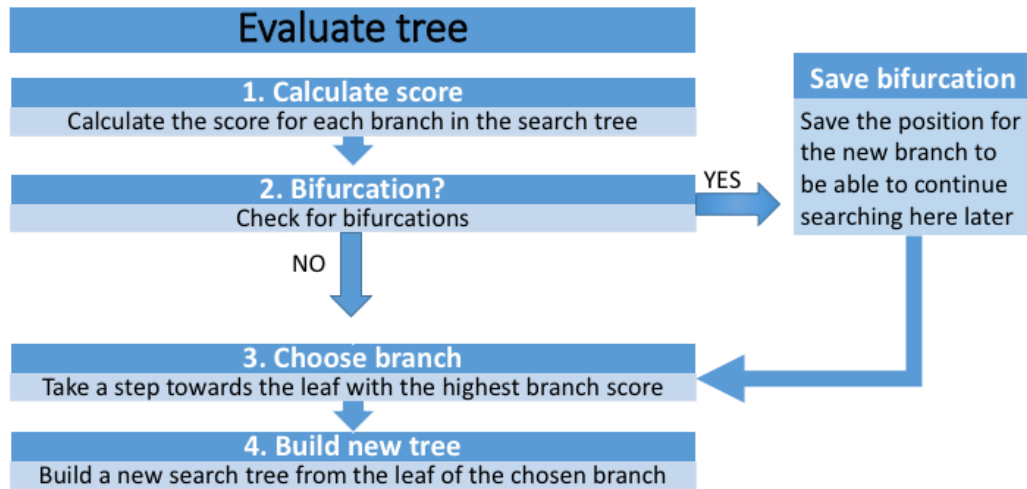 Evaluate tree
1. Calculate score
Calculate the score for each branch in the search tree
2. Bifurcation?
Check for bifurcations
YES
Save bifurcation
Save the position for
the new branch to
be able to continue
searching here later
NO
3. Choose branch
Take a step towards the leaf with the highest branch score
4. Build new tree
Build a new search tree from the leaf of the chosen branch